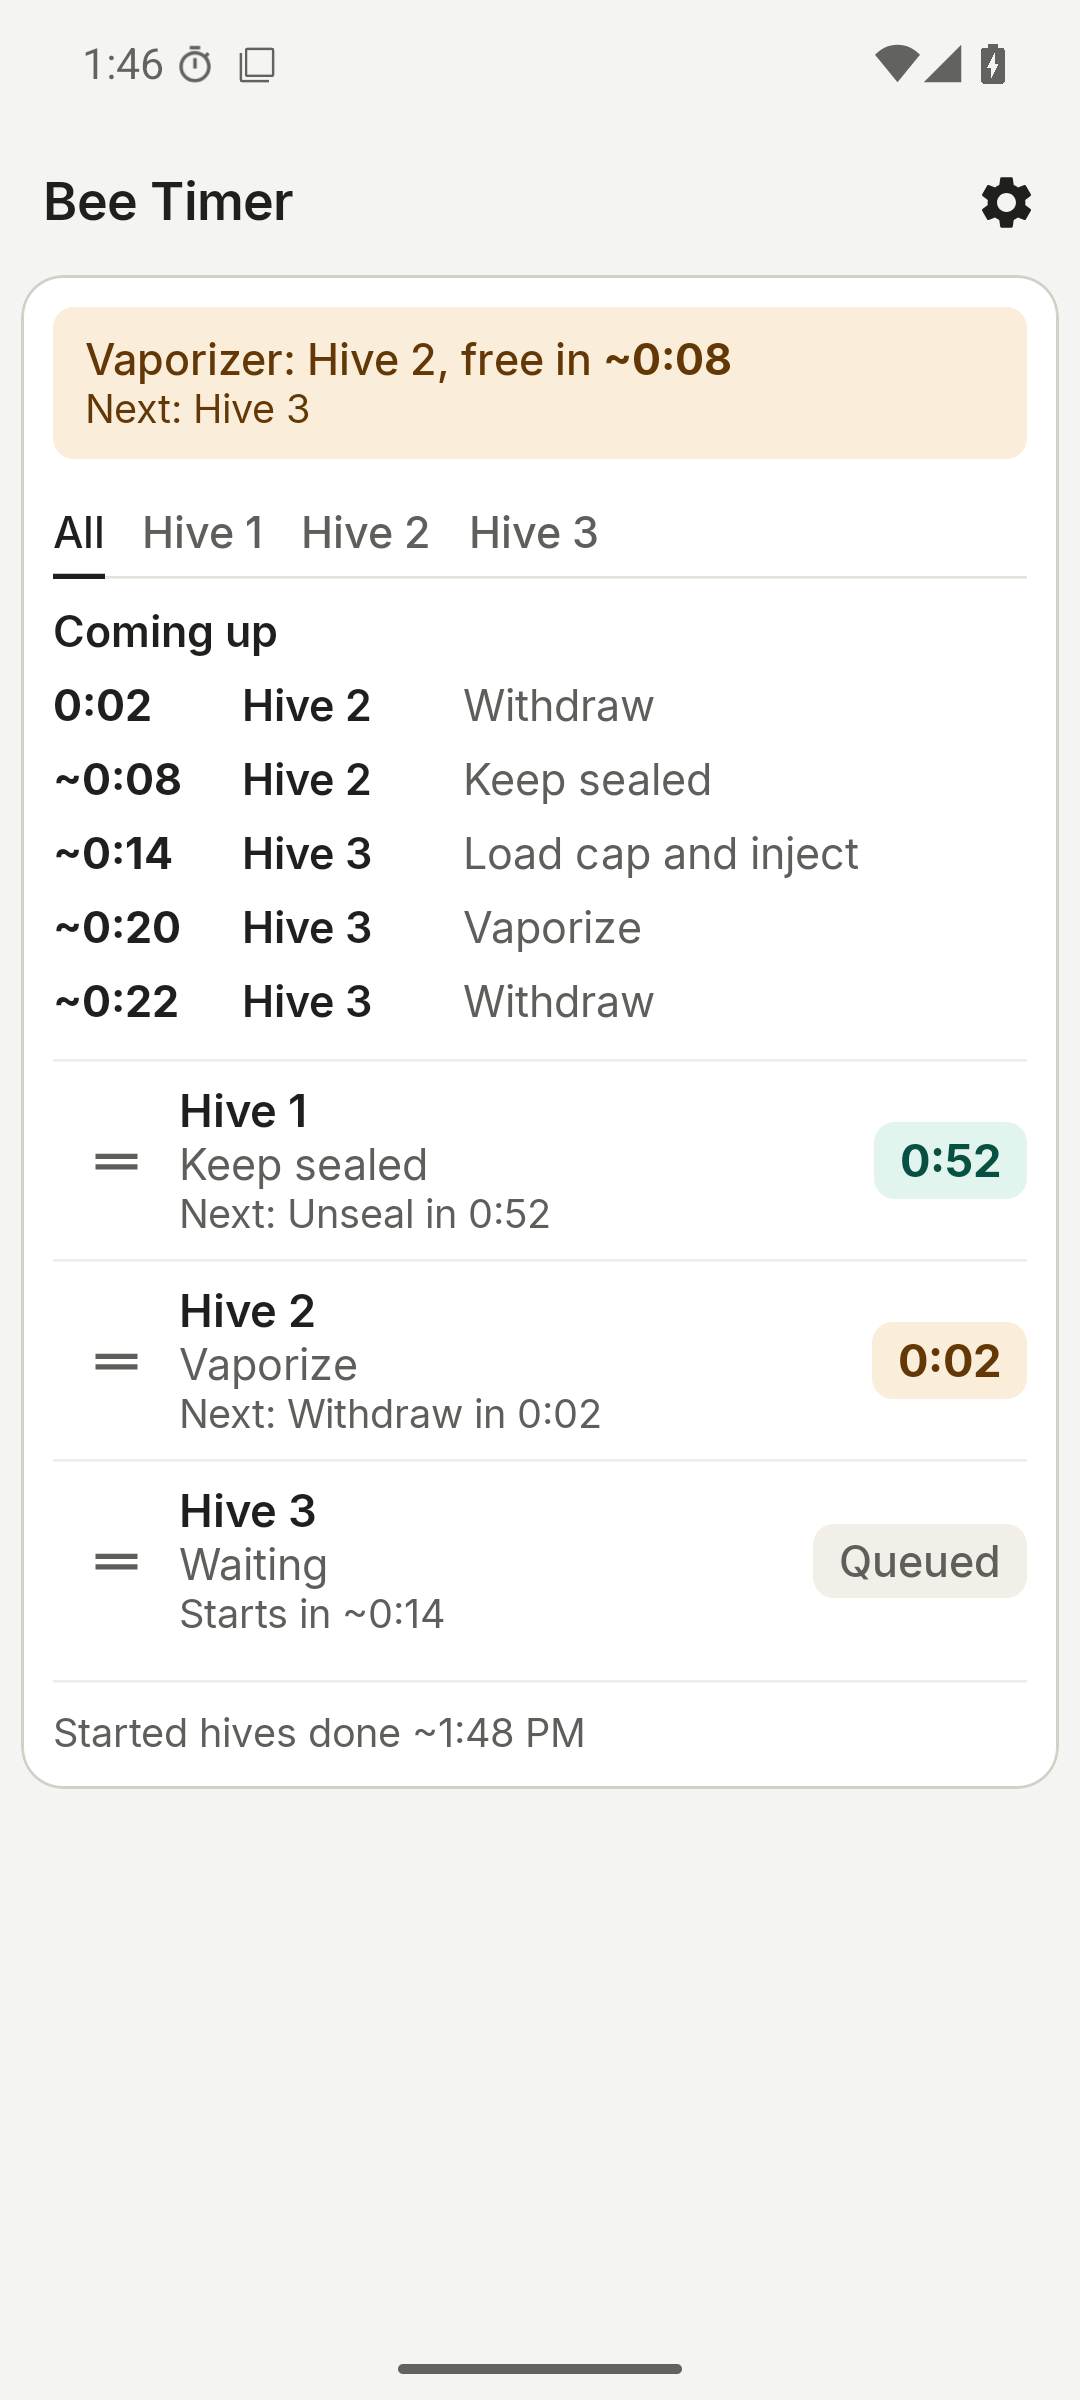 1:46
Bee Timer
Vaporizer: Hive 2, free in ~0:08
Next: Hive 3
All Hive 1 Hive 2 Hive 3
Coming up
0:02 Hive 2 Withdraw
~0:08 Hive 2 Keep sealed
~0:14 Hive 3 Load cap and inject
~0:20 Hive 3 Vaporize
~0:22 Hive 3 Withdraw
Hive 1
Keep sealed
Next: Unseal in 0:52
0:52
Hive 2
Vaporize
Next: Withdraw in 0:02
0:02
Hive 3
Waiting
Starts in ~0:14
Queued
Started hives done ~1:48 PM